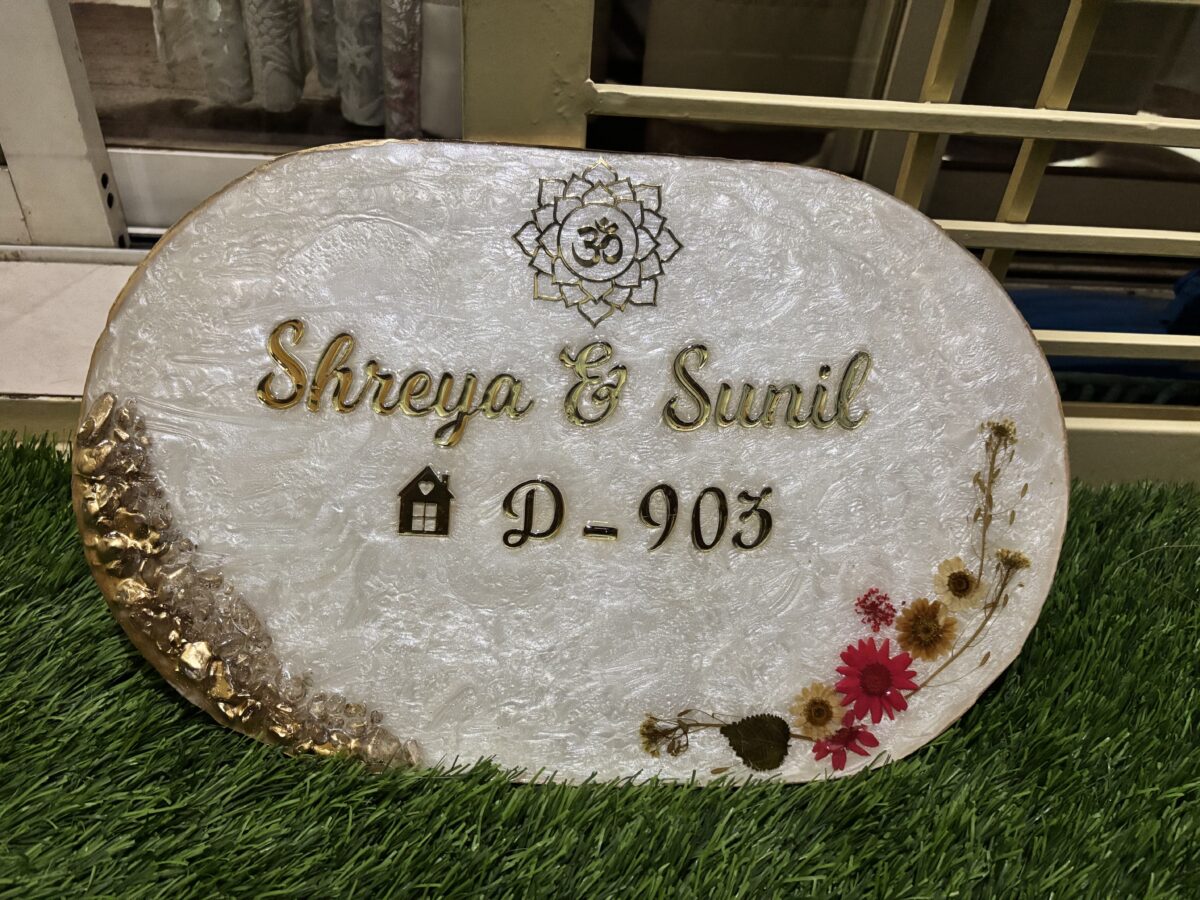 ॐ
Shreya & Sunil
D - 903